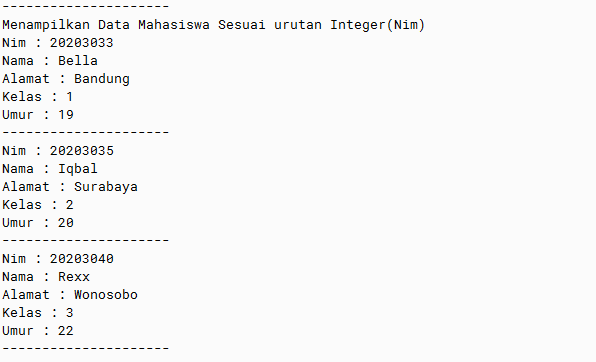 ---------------------
Menampilkan Data Mahasiswa Sesuai urutan Integer(Nim)
Nim : 20203033
Nama : Bella
Alamat : Bandung
Kelas : 1
Umur : 19
---------------------
Nim : 20203035
Nama : Iqbal
Alamat : Surabaya
Kelas : 2
Umur : 20
---------------------
Nim : 20203040
Nama : Rexx
Alamat : Wonosobo
Kelas : 3
Umur : 22
---------------------